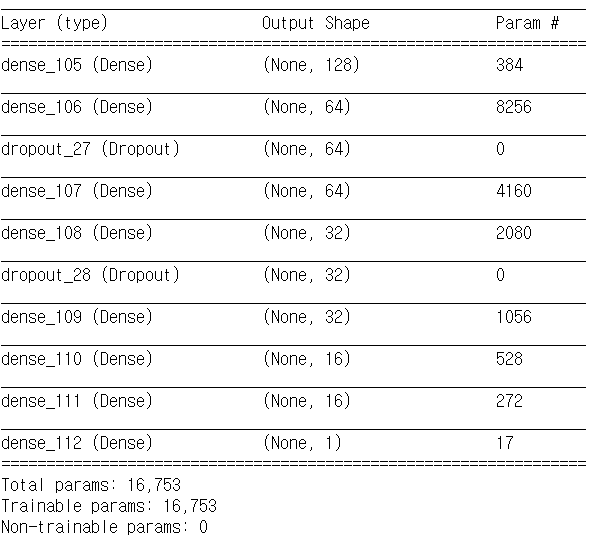 Layer (type) Output Shape Param #
dense_105 (Dense) (None, 128) 384
dense_106 (Dense) (None, 64) 8256
dropout_27 (Dropout) (None, 64) 0
dense_107 (Dense) (None, 64) 4160
dense_108 (Dense) (None, 32) 2080
dropout_28 (Dropout) (None, 32) 0
dense_109 (Dense) (None, 32) 1056
dense_110 (Dense) (None, 16) 528
dense_111 (Dense) (None, 16) 272
dense_112 (Dense) (None, 1) 17
Total params: 16,753
Trainable params: 16,753
Non-trainable params: 0